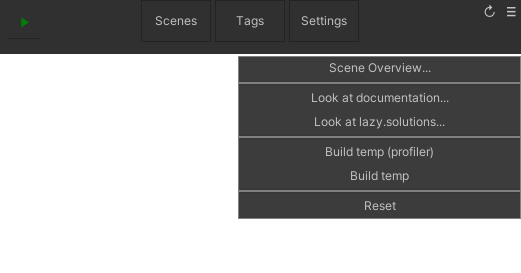 Scenes Tags Settings
Scene Overview...
Look at documentation...
Look at lazy.solutions...
Build temp (profiler)
Build temp
Reset